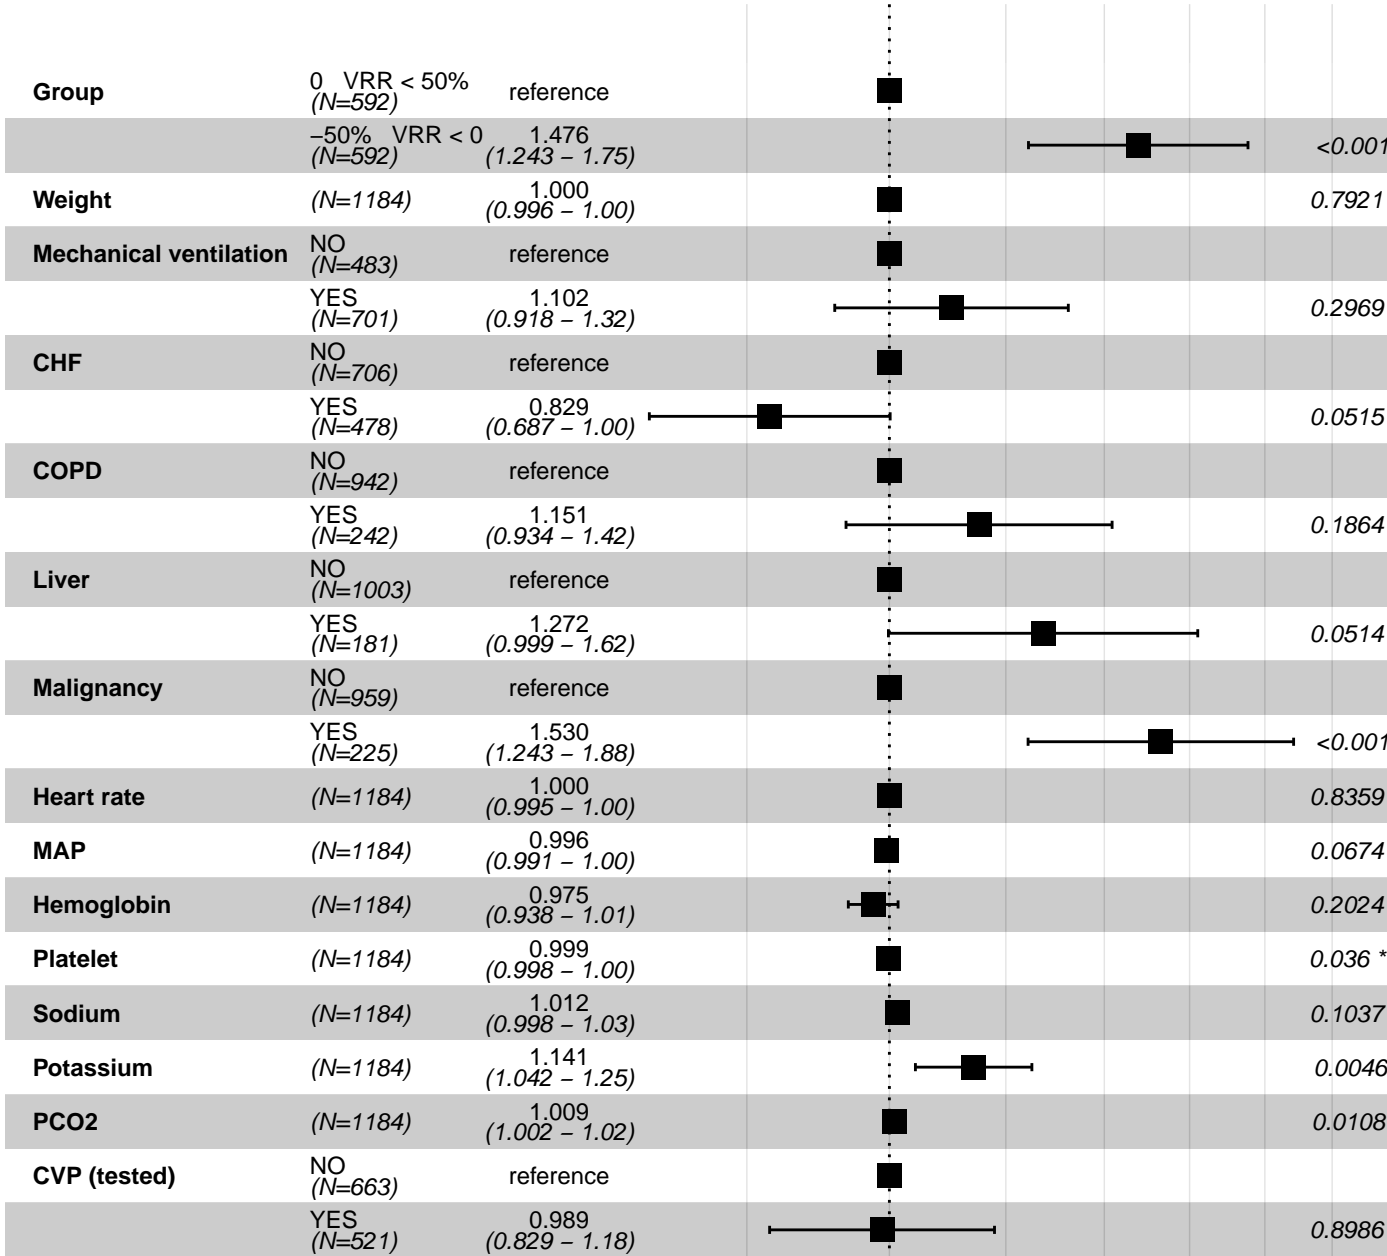 Group 0 VRR < 50% reference
(N=592)
−50% VRR < 0 1.476 <0.001
(N=592) (1.243 − 1.75)
Weight (N=1184) 1.000 0.7921
(0.996 − 1.00)
Mechanical ventilation NO reference
(N=483)
YES 1.102 0.2969
(N=701) (0.918 − 1.32)
CHF NO reference
(N=706)
YES 0.829 0.0515
(N=478) (0.687 − 1.00)
COPD NO reference
(N=942)
YES 1.151 0.1864
(N=242) (0.934 − 1.42)
Liver NO reference
(N=1003)
YES 1.272 0.0514
(N=181) (0.999 − 1.62)
Malignancy NO reference
(N=959)
YES 1.530 <0.001
(N=225) (1.243 − 1.88)
Heart rate (N=1184) 1.000 0.8359
(0.995 − 1.00)
MAP (N=1184) 0.996 0.0674
(0.991 − 1.00)
Hemoglobin (N=1184) 0.975 0.2024
(0.938 − 1.01)
Platelet (N=1184) 0.999 0.036 *
(0.998 − 1.00)
Sodium (N=1184) 1.012 0.1037
(0.998 − 1.03)
Potassium (N=1184) 1.141 0.0046
(1.042 − 1.25)
PCO2 (N=1184) 1.009 0.0108
(1.002 − 1.02)
CVP (tested) NO reference
(N=663)
YES 0.989 0.8986
(N=521) (0.829 − 1.18)